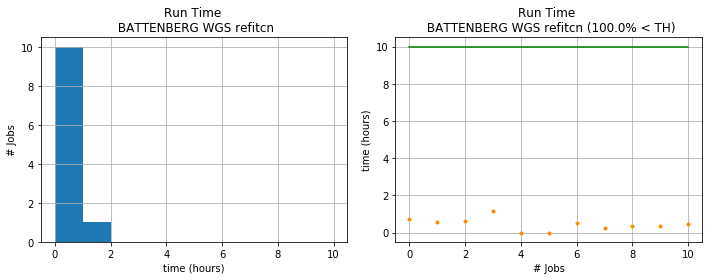 Run Time
BATTENBERG WGS refitcn
# Jobs
10
8
6
4
2
0
0 2 4 6 8 10
time (hours)
Run Time
BATTENBERG WGS refitcn (100.0% < TH)
time (hours)
10
8
6
4
2
0
0 2 4 6 8 10
# Jobs